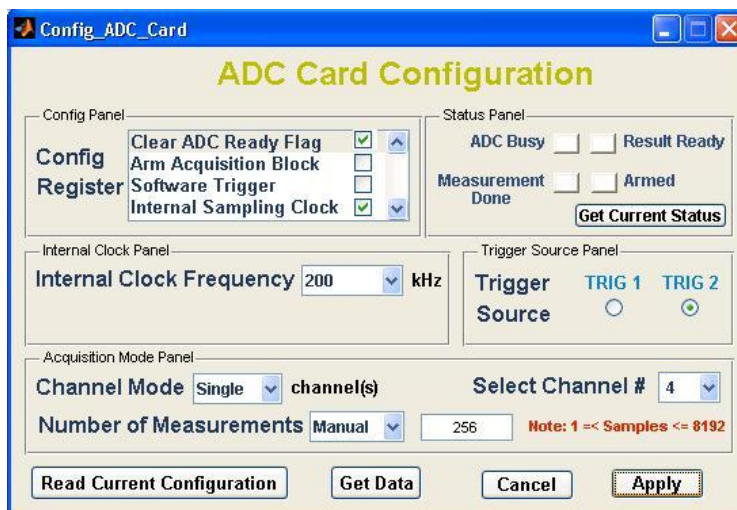 Config_ADC_Card
ADC Card Configuration
Config Panel
Config Register
Clear ADC Ready Flag
Arm Acquisition Block
Software Trigger
Internal Sampling Clock
Status Panel
ADC Busy
Result Ready
Measurement Done
Armed
Get Current Status
Internal Clock Panel
Internal Clock Frequency 200 kHz
Trigger Source Panel
Trigger Source
TRIG 1
TRIG 2
Acquisition Mode Panel
Channel Mode Single channel(s)
Select Channel # 4
Number of Measurements Manual 256
Note: 1 =< Samples <= 8192
Read Current Configuration
Get Data
Cancel
Apply